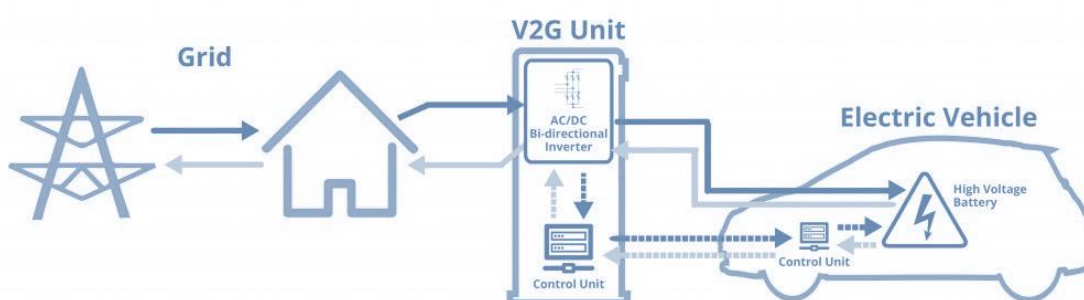 V2G Unit
Grid
AC/DC
Bi-directional
Inverter
Electric Vehicle
High Voltage
Battery
Control Unit
Control Unit